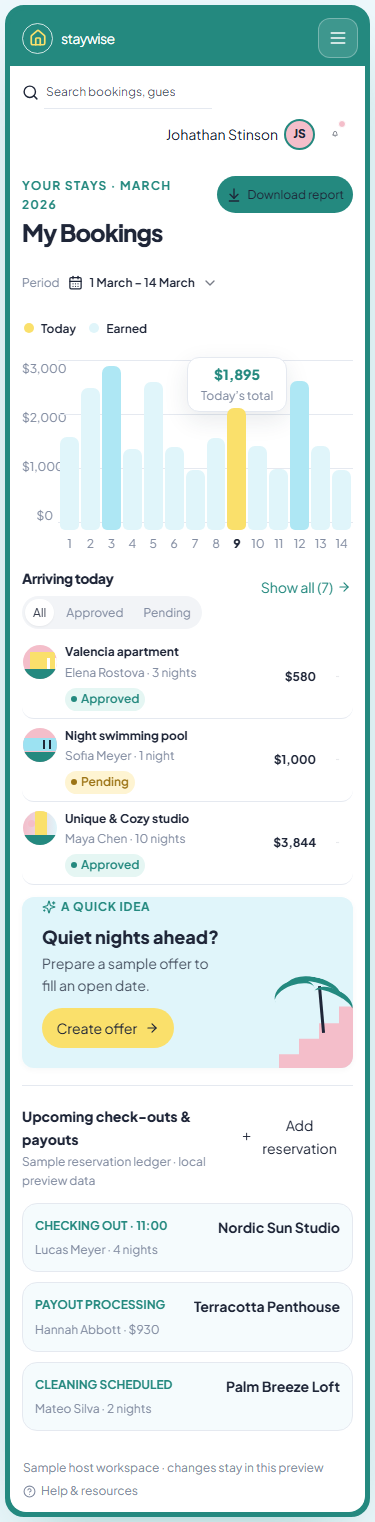 staywise
Search bookings, gues
Johathan Stinson JS
YOUR STAYS · MARCH
2026
Download report
My Bookings
Period 1 March – 14 March
Today Earned
$3,000
$2,000
$1,000
$0
$1,895
Today's total
1 2 3 4 5 6 7 8 9 10 11 12 13 14
Arriving today
Show all (7) →
All Approved Pending
Valencia apartment
Elena Rostova · 3 nights
$580
Approved
Night swimming pool
Sofia Meyer · 1 night
$1,000
Pending
Unique & Cozy studio
Maya Chen · 10 nights
$3,844
Approved
A QUICK IDEA
Quiet nights ahead?
Prepare a sample offer to
fill an open date.
Create offer →
Upcoming check-outs &
payouts
Sample reservation ledger · local
preview data
+ Add
reservation
CHECKING OUT · 11:00
Nordic Sun Studio
Lucas Meyer · 4 nights
PAYOUT PROCESSING
Terracotta Penthouse
Hannah Abbott · $930
CLEANING SCHEDULED
Palm Breeze Loft
Mateo Silva · 2 nights
Sample host workspace · changes stay in this preview
Help & resources